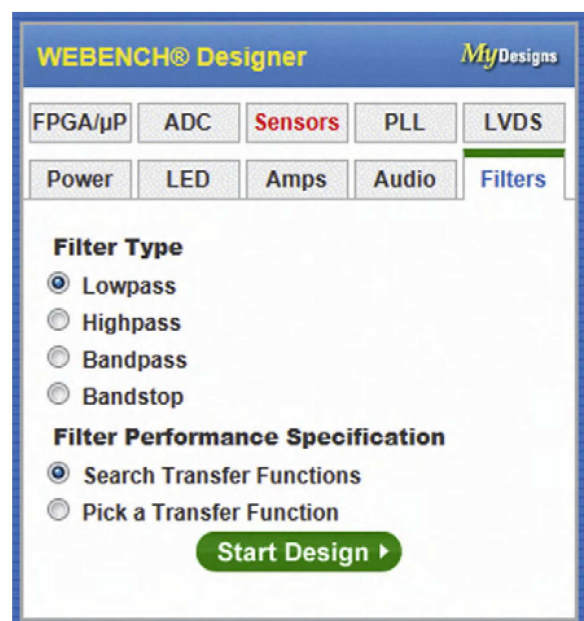 WEBENCH® Designer MyDesigns
FPGA/µP ADC Sensors PLL LVDS
Power LED Amps Audio Filters
Filter Type
Lowpass
Highpass
Bandpass
Bandstop
Filter Performance Specification
Search Transfer Functions
Pick a Transfer Function
Start Design